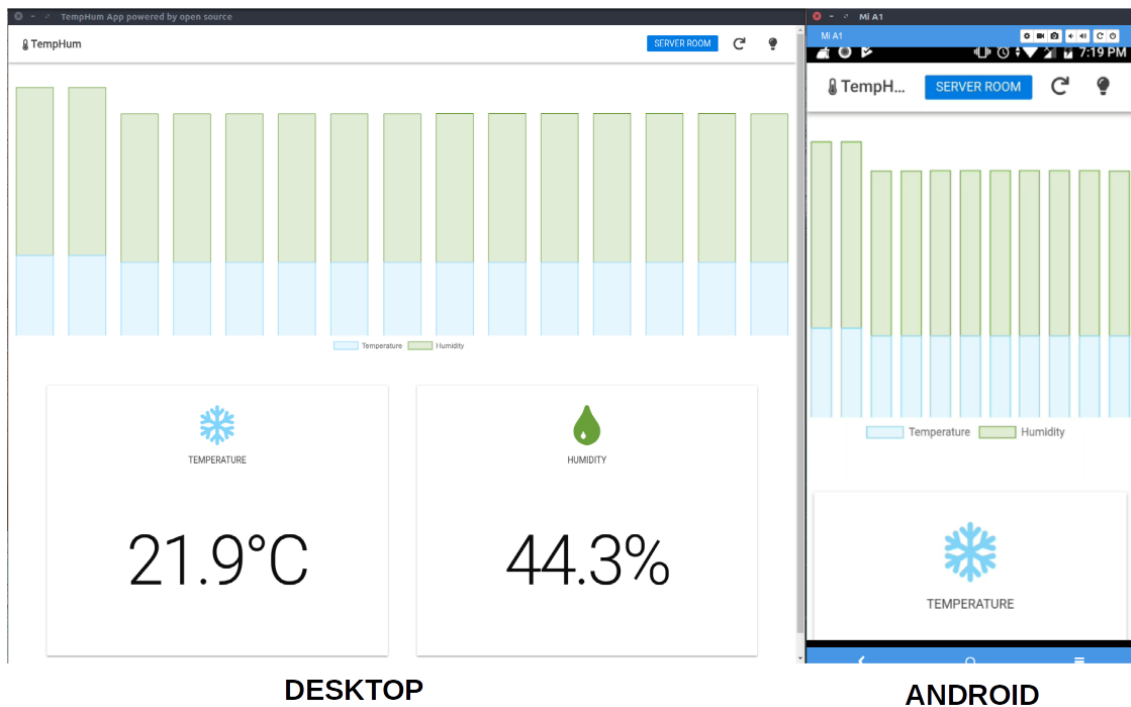 TempHum App powered by open source
TempHum
SERVER ROOM
Temperature
Humidity
TEMPERATURE
21.9°C
HUMIDITY
44.3%
DESKTOP
Mi A1
Mi A1
7:19 PM
TempH...
SERVER ROOM
Temperature
Humidity
TEMPERATURE
ANDROID